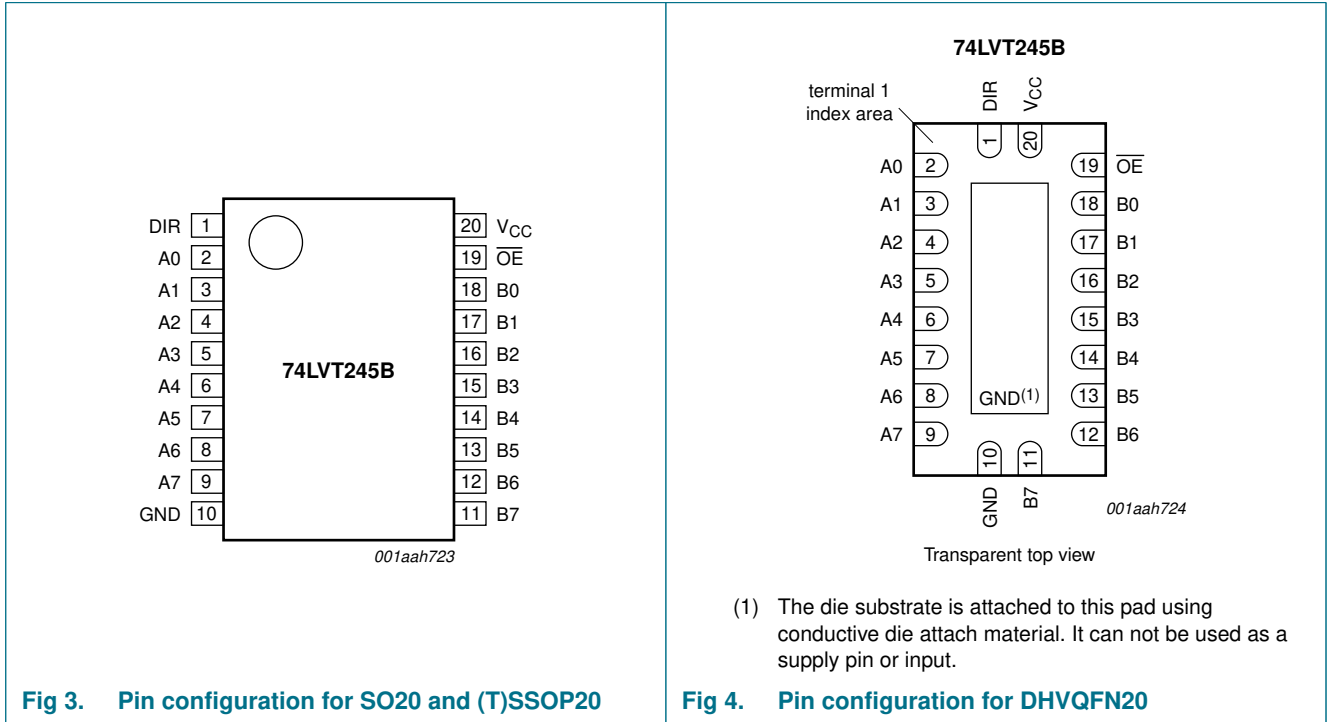 DIR 1
A0 2
A1 3
A2 4
A3 5
A4 6
A5 7
A6 8
A7 9
GND 10
74LVT245B
20 VCC
19 O̅E̅
18 B0
17 B1
16 B2
15 B3
14 B4
13 B5
12 B6
11 B7
001aah723
Fig 3. Pin configuration for SO20 and (T)SSOP20
74LVT245B
terminal 1
index area
DIR
VCC
1
20
A0 2
A1 3
A2 4
A3 5
A4 6
A5 7
A6 8
A7 9
19 O̅E̅
18 B0
17 B1
16 B2
15 B3
14 B4
13 B5
12 B6
GND(1)
10
11
GND
B7
001aah724
Transparent top view
(1) The die substrate is attached to this pad using
conductive die attach material. It can not be used as a
supply pin or input.
Fig 4. Pin configuration for DHVQFN20